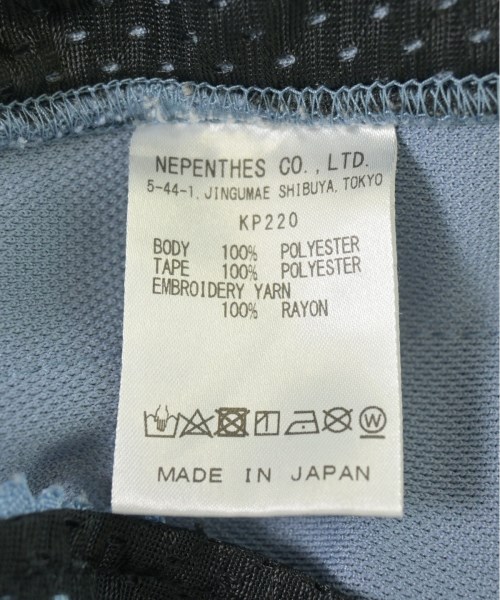 NEPENTHES CO.,LTD.
5-44-1, JINGUMAE SHIBUYA, TOKYO
KP220
BODY 100% POLYESTER
TAPE 100% POLYESTER
EMBROIDERY YARN
100% RAYON
W
MADE IN JAPAN